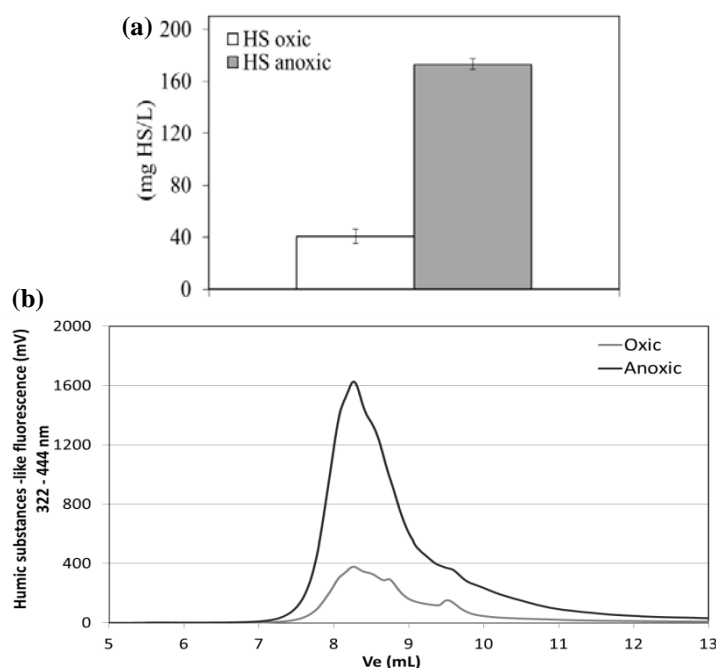 (a)
200
160
120
80
40
0
(mg HS/L)
HS oxic
HS anoxic
(b)
2000
1600
1200
800
400
0
Humic substances -like fluorescence (mV)
322 - 444 nm
Oxic
Anoxic
5 6 7 8 9 10 11 12 13
Ve (mL)